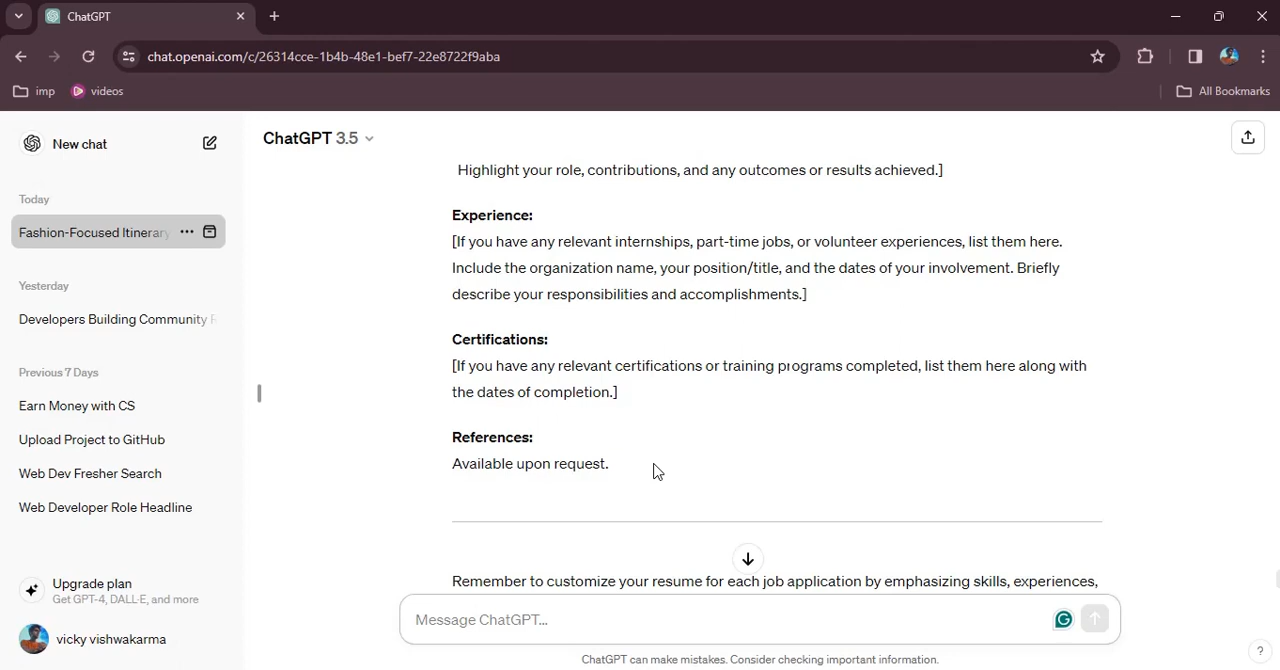 ChatGPT
chat.openai.com/c/26314cce-1b4b-48e1-bef7-22e8722f9aba
imp
videos
All Bookmarks
New chat
Today
Fashion-Focused Itinerary
Yesterday
Developers Building Community R
Previous 7 Days
Earn Money with CS
Upload Project to GitHub
Web Dev Fresher Search
Web Developer Role Headline
Upgrade plan
Get GPT-4, DALL·E, and more
vicky vishwakarma
ChatGPT 3.5
Highlight your role, contributions, and any outcomes or results achieved.]
Experience:
[If you have any relevant internships, part-time jobs, or volunteer experiences, list them here.
Include the organization name, your position/title, and the dates of your involvement. Briefly
describe your responsibilities and accomplishments.]
Certifications:
[If you have any relevant certifications or training programs completed, list them here along with
the dates of completion.]
References:
Available upon request.
Remember to customize your resume for each job application by emphasizing skills, experiences,
Message ChatGPT...
ChatGPT can make mistakes. Consider checking important information.
?